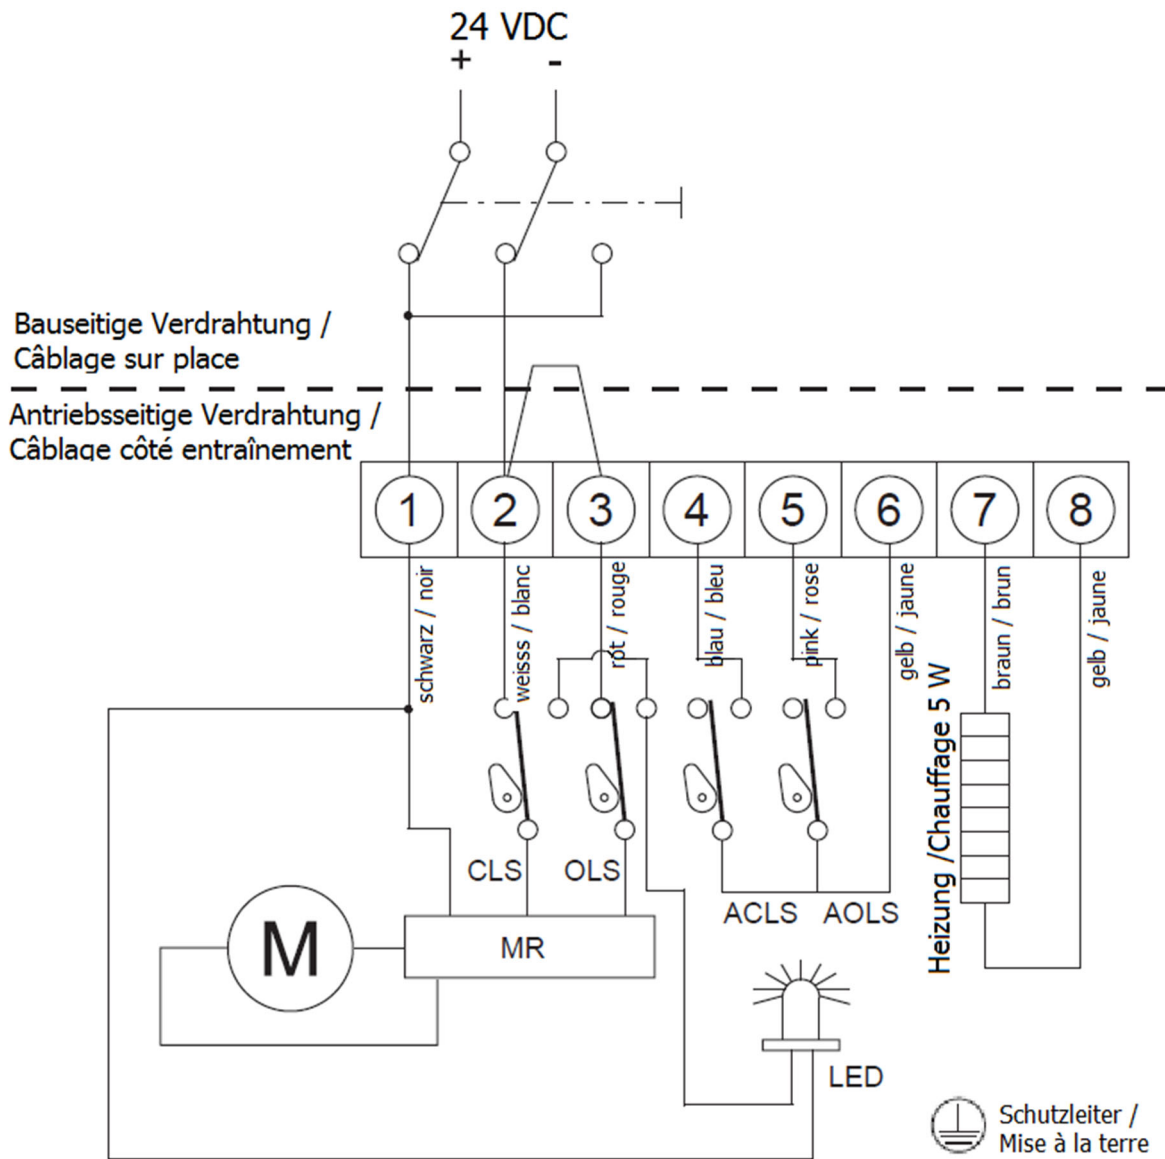 24 VDC
+ -
Bauseitige Verdrahtung /
Câblage sur place
Antriebsseitige Verdrahtung /
Câblage côté entraînement
1 2 3 4 5 6 7 8
schwarz / noir
weisss / blanc
rot / rouge
blau / bleu
pink / rose
gelb / jaune
braun / brun
gelb / jaune
Heizung /Chauffage 5 W
CLS OLS
ACLS AOLS
M
MR
LED
Schutzleiter /
Mise à la terre